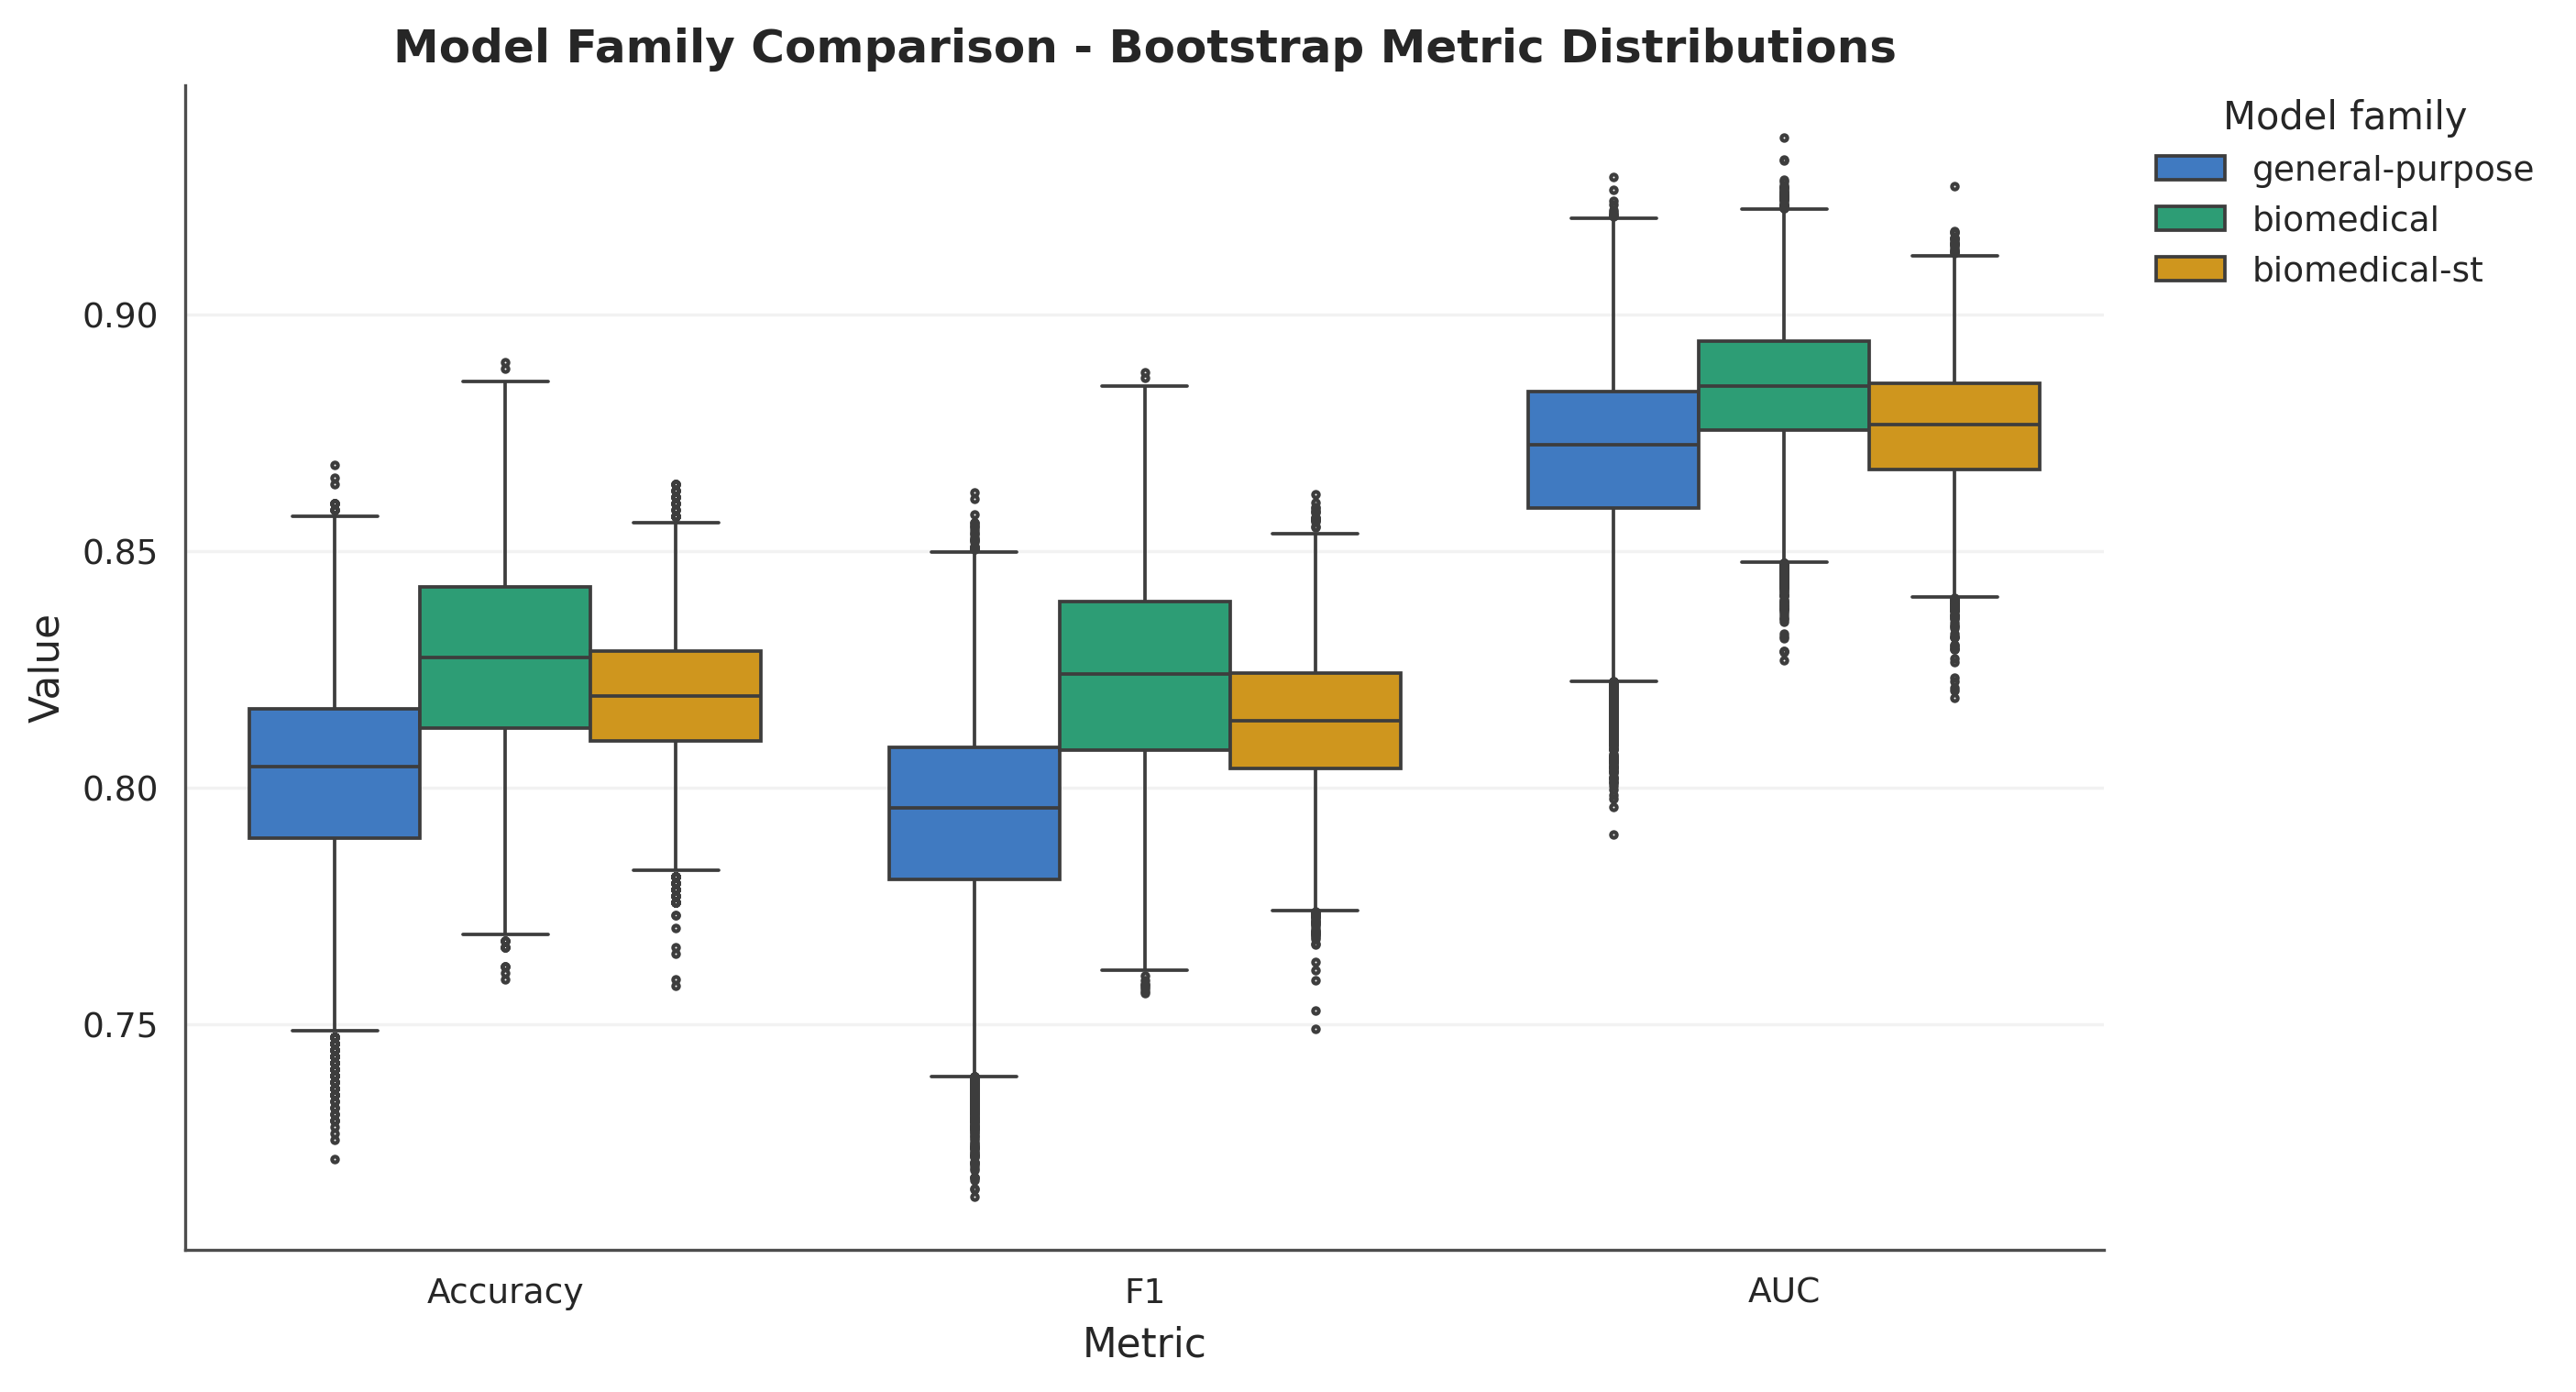 Model Family Comparison - Bootstrap Metric Distributions
Model family
general-purpose
biomedical
biomedical-st
Value
0.90
0.85
0.80
0.75
Accuracy
F1
AUC
Metric